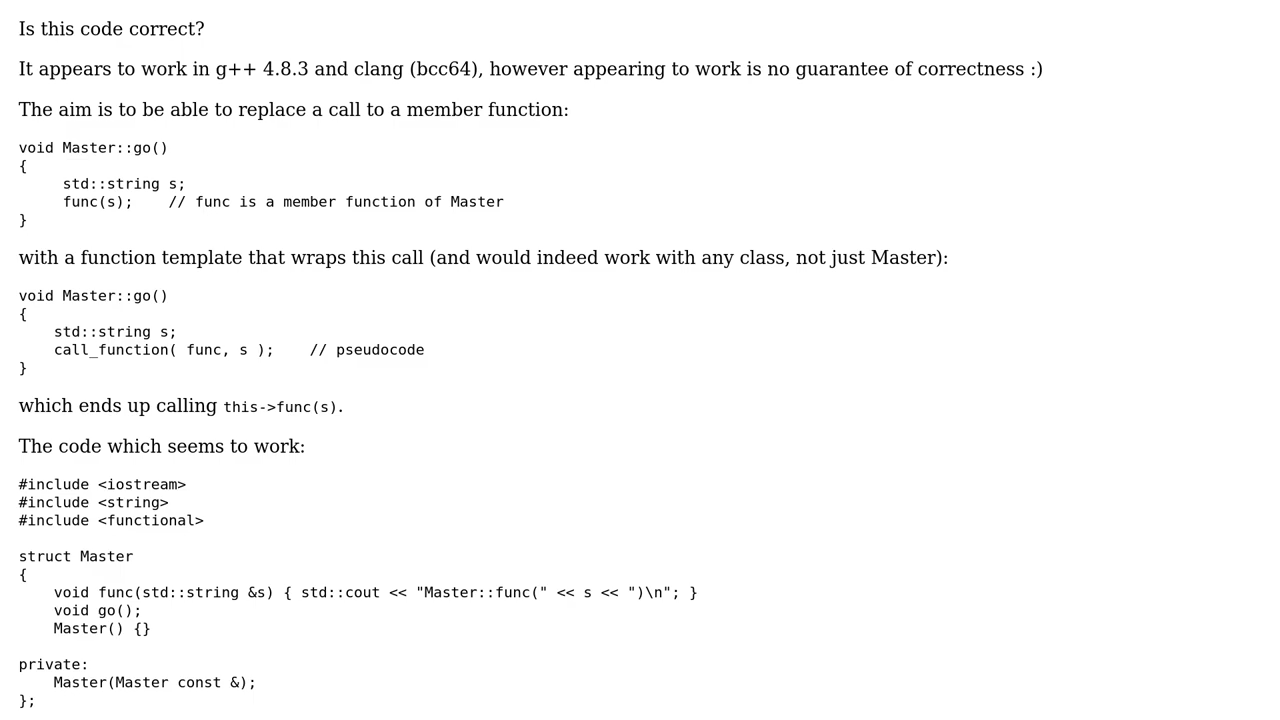 Is this code correct?
It appears to work in g++ 4.8.3 and clang (bcc64), however appearing to work is no guarantee of correctness :)
The aim is to be able to replace a call to a member function:
void Master::go()
{
     std::string s;
     func(s);    // func is a member function of Master
}
with a function template that wraps this call (and would indeed work with any class, not just Master):
void Master::go()
{
    std::string s;
    call_function( func, s );    // pseudocode
}
which ends up calling this->func(s).
The code which seems to work:
#include <iostream>
#include <string>
#include <functional>

struct Master
{
    void func(std::string &s) { std::cout << "Master::func(" << s << ")\n"; }
    void go();
    Master() {}

private:
    Master(Master const &);
};